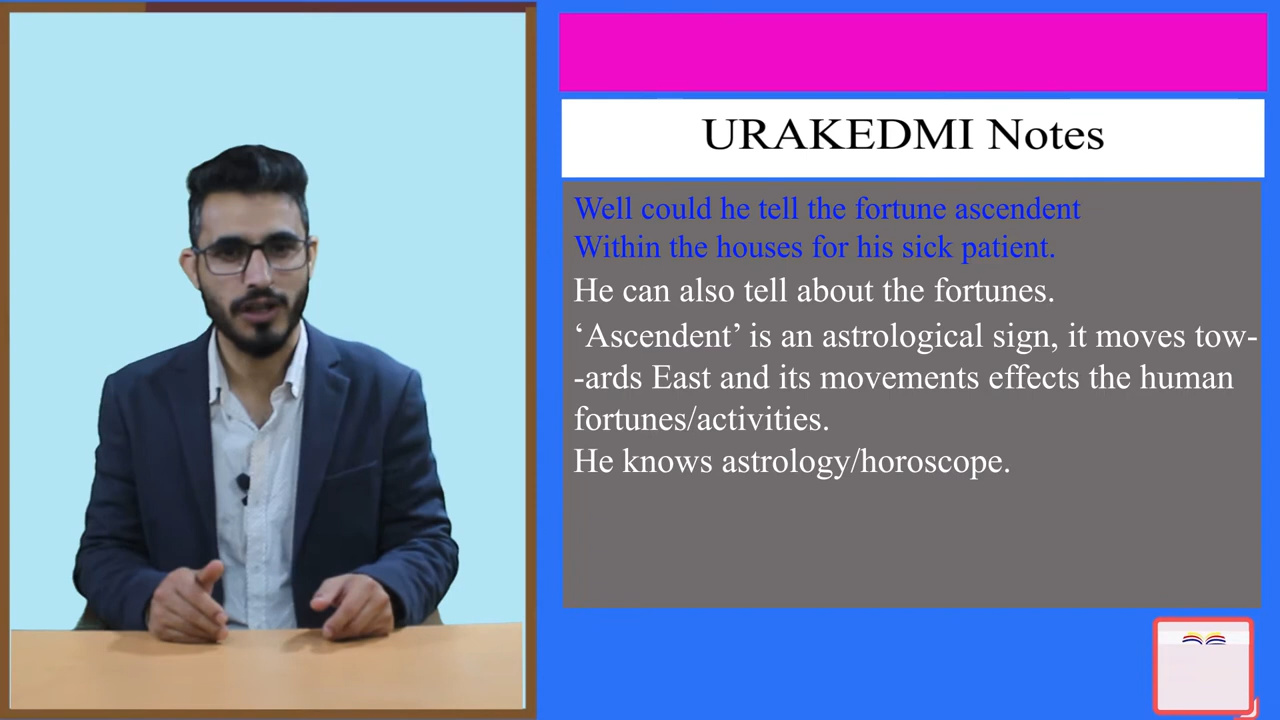 URAKEDMI Notes
Well could he tell the fortune ascendent
Within the houses for his sick patient.
He can also tell about the fortunes.
‘Ascendent’ is an astrological sign, it moves tow-
-ards East and its movements effects the human
fortunes/activities.
He knows astrology/horoscope.